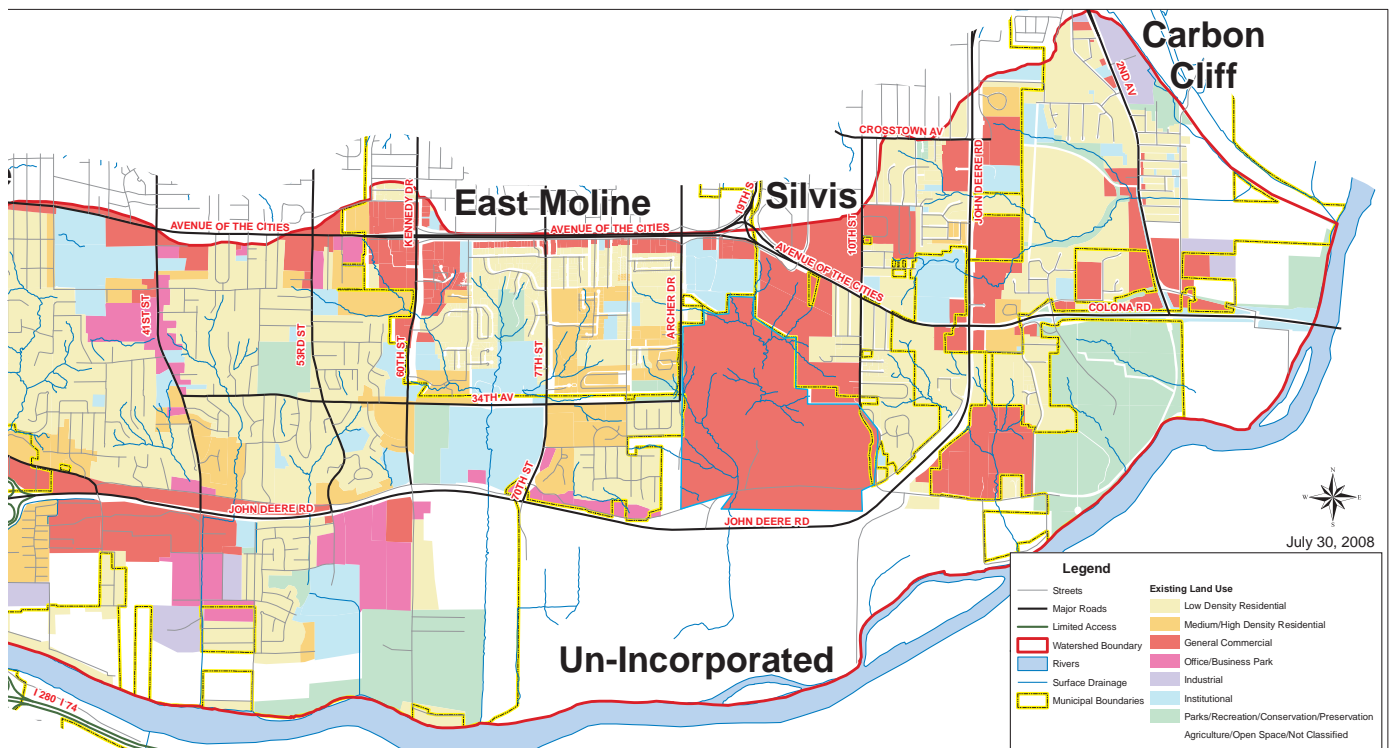 Carbon
Cliff
2ND AV
CROSSTOWN AV
JOHN DEERE RD
East Moline
Silvis
19TH S
KENNEDY DR
AVENUE OF THE CITIES
AVENUE OF THE CITIES
10TH ST
AVENUE OF THE CITIES
ARCHER DR
COLONA RD
41ST ST
53RD ST
60TH ST
7TH ST
34TH AV
70TH ST
JOHN DEERE RD
JOHN DEERE RD
N
W
E
S
July 30, 2008
Un-Incorporated
I 280 I 74
Legend
Streets
Major Roads
Limited Access
Watershed Boundary
Rivers
Surface Drainage
Municipal Boundaries
Existing Land Use
Low Density Residential
Medium/High Density Residential
General Commercial
Office/Business Park
Industrial
Institutional
Parks/Recreation/Conservation/Preservation
Agriculture/Open Space/Not Classified